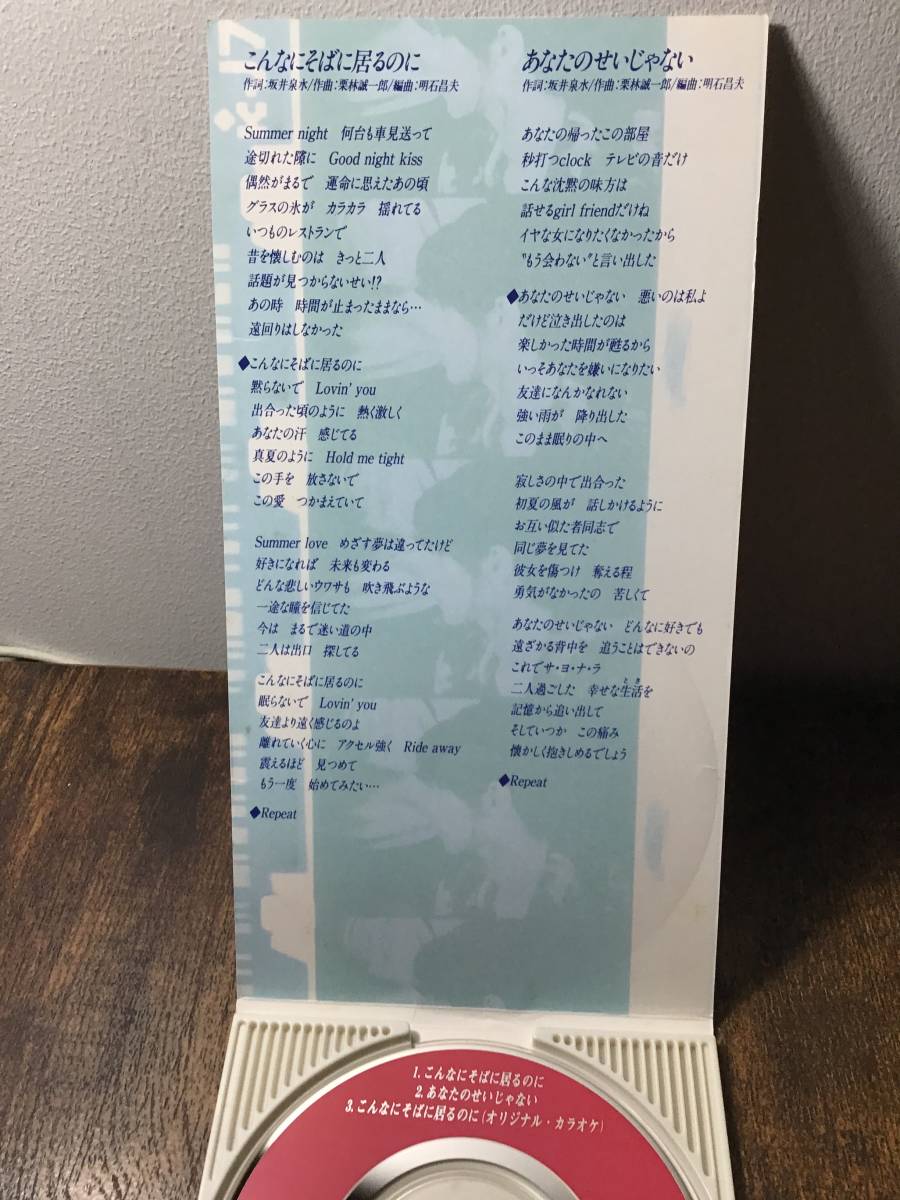 こんなにそばに居るのに
作詞:坂井泉水/作曲:栗林誠一郎/編曲:明石昌夫
Summer night 何台も車見送って
途切れた隙に Good night kiss
偶然がまるで 運命に思えたあの頃
グラスの氷が カラカラ 揺れてる
いつものレストランで
昔を懐しむのは きっと二人
話題が見つからないせい!?
あの時 時間が止まったままなら…
遠回りはしなかった
◆こんなにそばに居るのに
黙らないで Lovin' you
出合った頃のように 熱く激しく
あなたの汗 感じてる
真夏のように Hold me tight
この手を 放さないで
この愛 つかまえていて
Summer love めざす夢は違ってたけど
好きになれば 未来も変わる
どんな悲しいウワサも 吹き飛ぶような
一途な瞳を信じてた
今は まるで迷い道の中
二人は出口 探してる
こんなにそばに居るのに
眠らないで Lovin' you
友達より遠く感じるのよ
離れていく心に アクセル強く Ride away
震えるほど 見つめて
もう一度 始めてみたい…
◆Repeat
あなたのせいじゃない
作詞:坂井泉水/作曲:栗林誠一郎/編曲:明石昌夫
あなたの帰ったこの部屋
秒打つclock テレビの音だけ
こんな沈黙の味方は
話せるgirl friendだけね
イヤな女になりたくなかったから
"もう会わない"と言い出した
◆あなたのせいじゃない 悪いのは私よ
だけど泣き出したのは
楽しかった時間が甦るから
いっそあなたを嫌いになりたい
友達になんかなれない
強い雨が 降り出した
このまま眠りの中へ
寂しさの中で出合った
初夏の風が 話しかけるように
お互い似た者同志で
同じ夢を見てた
彼女を傷つけ 奪える程
勇気がなかったの 苦しくて
あなたのせいじゃない どんなに好きでも
遠ざかる背中を 追うことはできないの
これでサ・ヨ・ナ・ラ
二人過ごした 幸せな生活を
とき
記憶から追い出して
そしていつか この痛み
懐かしく抱きしめるでしょう
◆Repeat
1.こんなにそばに居るのに
2.あなたのせいじゃない
3.こんなにそばに居るのに(オリジナル・カラオケ)